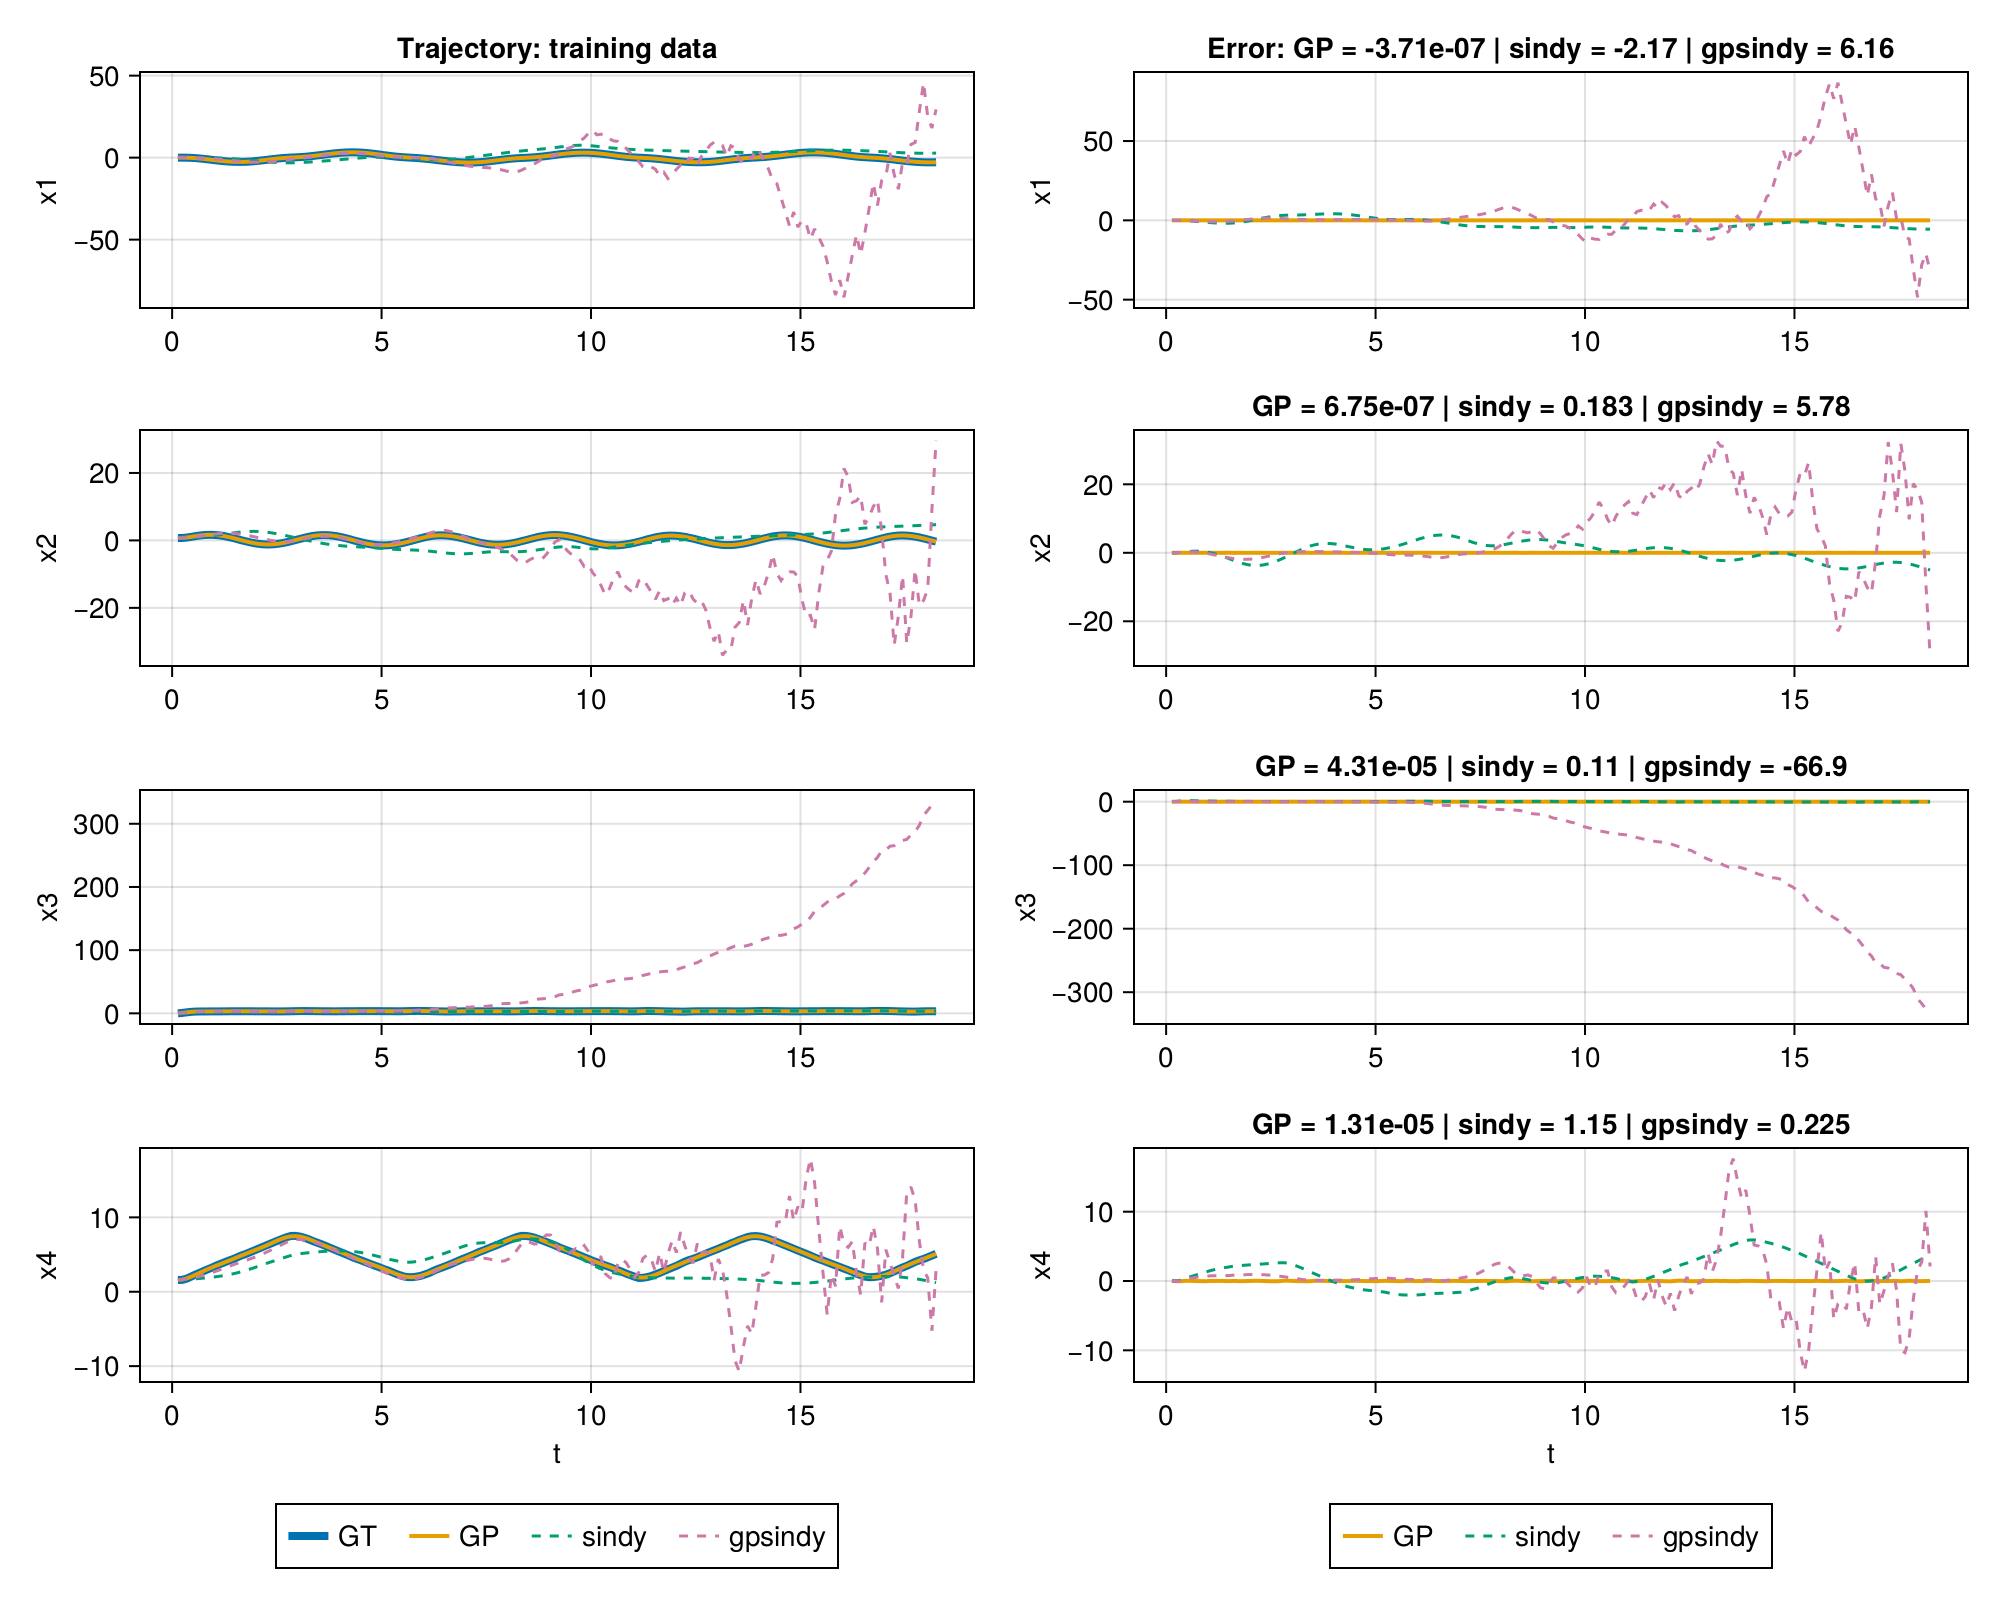 Trajectory: training data
Error: GP = -3.71e-07 | sindy = -2.17 | gpsindy = 6.16
x1
50
0
−50
0 5 10 15
x1
50
0
−50
0 5 10 15
GP = 6.75e-07 | sindy = 0.183 | gpsindy = 5.78
x2
20
0
−20
0 5 10 15
x2
20
0
−20
0 5 10 15
GP = 4.31e-05 | sindy = 0.11 | gpsindy = -66.9
x3
300
200
100
0
0 5 10 15
x3
0
−100
−200
−300
0 5 10 15
GP = 1.31e-05 | sindy = 1.15 | gpsindy = 0.225
x4
10
0
−10
0 5 10 15
t
x4
10
0
−10
0 5 10 15
t
GT GP sindy gpsindy
GP sindy gpsindy